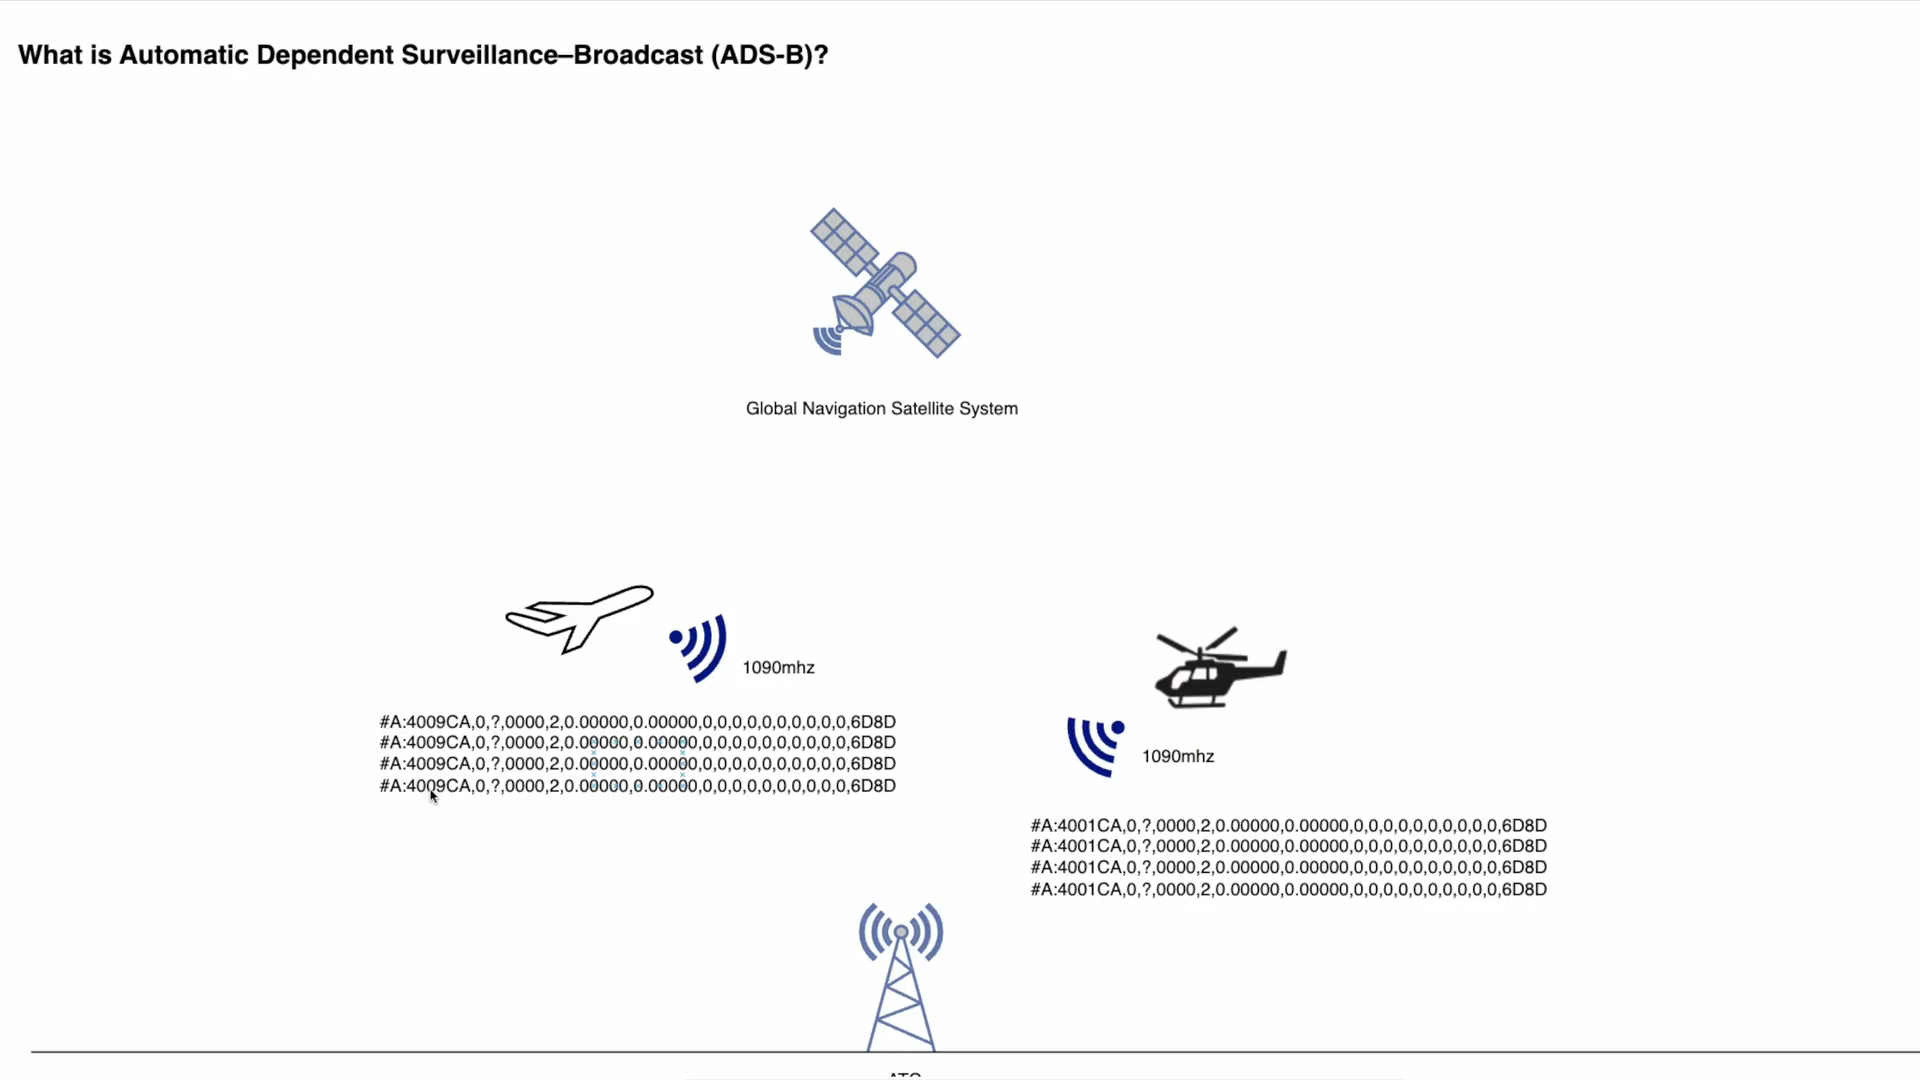 What is Automatic Dependent Surveillance–Broadcast (ADS-B)?
Global Navigation Satellite System
1090mhz
#A:4009CA,0,?,0000,2,0.00000,0.00000,0,0,0,0,0,0,0,0,0,0,6D8D
#A:4009CA,0,?,0000,2,0.00000,0.00000,0,0,0,0,0,0,0,0,0,0,6D8D
#A:4009CA,0,?,0000,2,0.00000,0.00000,0,0,0,0,0,0,0,0,0,0,6D8D
#A:4009CA,0,?,0000,2,0.00000,0.00000,0,0,0,0,0,0,0,0,0,0,6D8D
1090mhz
#A:4001CA,0,?,0000,2,0.00000,0.00000,0,0,0,0,0,0,0,0,0,0,6D8D
#A:4001CA,0,?,0000,2,0.00000,0.00000,0,0,0,0,0,0,0,0,0,0,6D8D
#A:4001CA,0,?,0000,2,0.00000,0.00000,0,0,0,0,0,0,0,0,0,0,6D8D
#A:4001CA,0,?,0000,2,0.00000,0.00000,0,0,0,0,0,0,0,0,0,0,6D8D